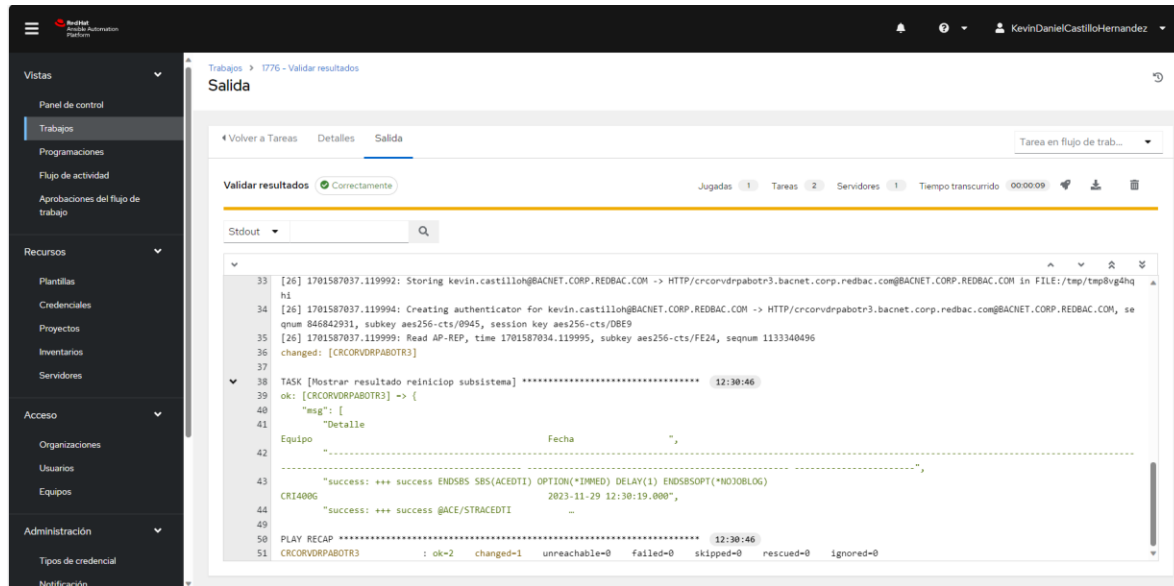 Red Hat
Ansible Automation
Platform
KevinDanielCastilloHernandez
Vistas
Panel de control
Trabajos
Programaciones
Flujo de actividad
Aprobaciones del flujo de
trabajo
Recursos
Plantillas
Credenciales
Proyectos
Inventarios
Servidores
Acceso
Organizaciones
Usuarios
Equipos
Administración
Tipos de credencial
Notificación
Trabajos > 1776 - Validar resultados
Salida
Volver a Tareas Detalles Salida
Tarea en flujo de trab...
Validar resultados Correctamente
Jugadas 1 Tareas 2 Servidores 1 Tiempo transcurrido 00:00:09
Stdout
33 [26] 1701587037.119992: Storing kevin.castilloh@BACNET.CORP.REDBAC.COM -> HTTP/crcorvdrpabotr3.bacnet.corp.redbac.com@BACNET.CORP.REDBAC.COM in FILE:/tmp/tmp8vg4hq
hi
34 [26] 1701587037.119994: Creating authenticator for kevin.castilloh@BACNET.CORP.REDBAC.COM -> HTTP/crcorvdrpabotr3.bacnet.corp.redbac.com@BACNET.CORP.REDBAC.COM, se
qnum 846842931, subkey aes256-cts/0945, session key aes256-cts/DBE9
35 [26] 1701587037.119999: Read AP-REP, time 1701587034.119995, subkey aes256-cts/FE24, seqnum 1133340496
36 changed: [CRCORVDRPABOTR3]
37
38 TASK [Mostrar resultado reiniciop subsistema] ********************************** 12:30:46
39 ok: [CRCORVDRPABOTR3] => {
40 "msg": [
41 "Detalle
Equipo Fecha ",
42 "--------------------------------------------------------------------------------
---------------------------------------- ---------------------------------------- -------------------",
43 "success: +++ success ENDSBS SBS(ACEDTI) OPTION(*IMMED) DELAY(1) ENDSBSOPT(*NOJOBLOG)
CRI400G 2023-11-29 12:30:19.000",
44 "success: +++ success @ACE/STRACEDTI …
49
50 PLAY RECAP ********************************************************************* 12:30:46
51 CRCORVDRPABOTR3 : ok=2 changed=1 unreachable=0 failed=0 skipped=0 rescued=0 ignored=0